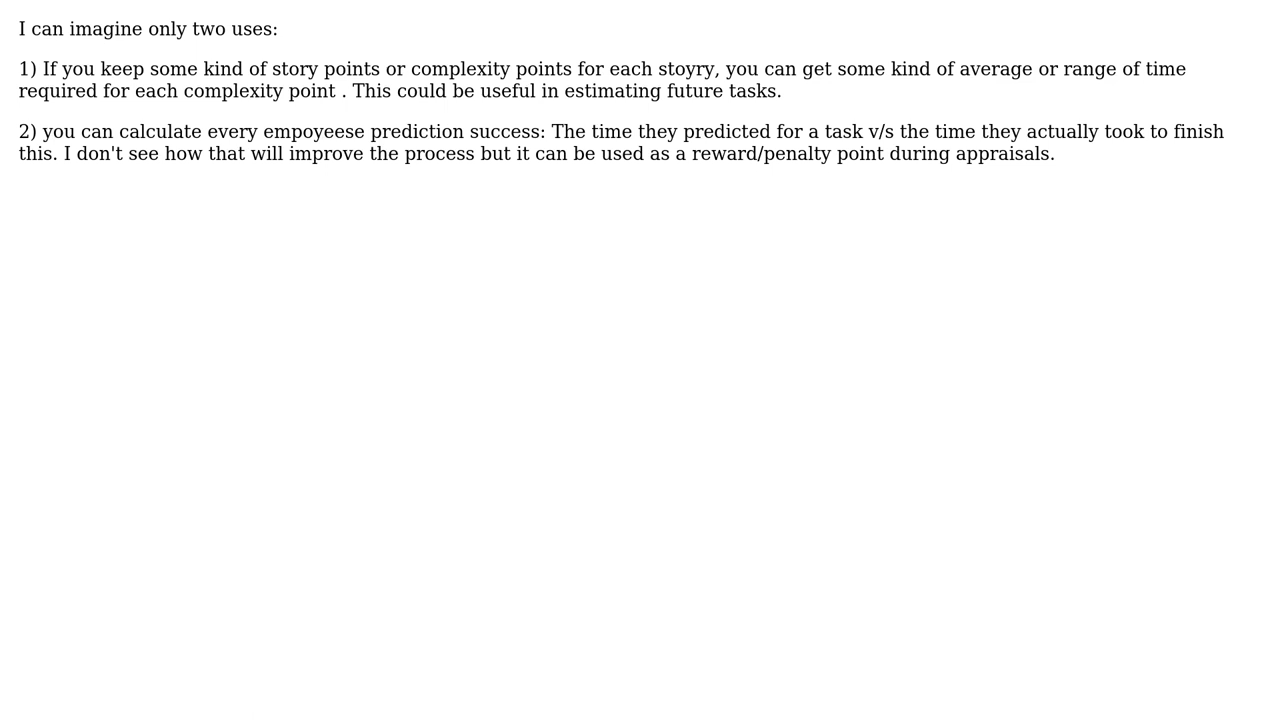 I can imagine only two uses:
1) If you keep some kind of story points or complexity points for each stoyry, you can get some kind of average or range of time
required for each complexity point . This could be useful in estimating future tasks.
2) you can calculate every empoyeese prediction success: The time they predicted for a task v/s the time they actually took to finish
this. I don't see how that will improve the process but it can be used as a reward/penalty point during appraisals.